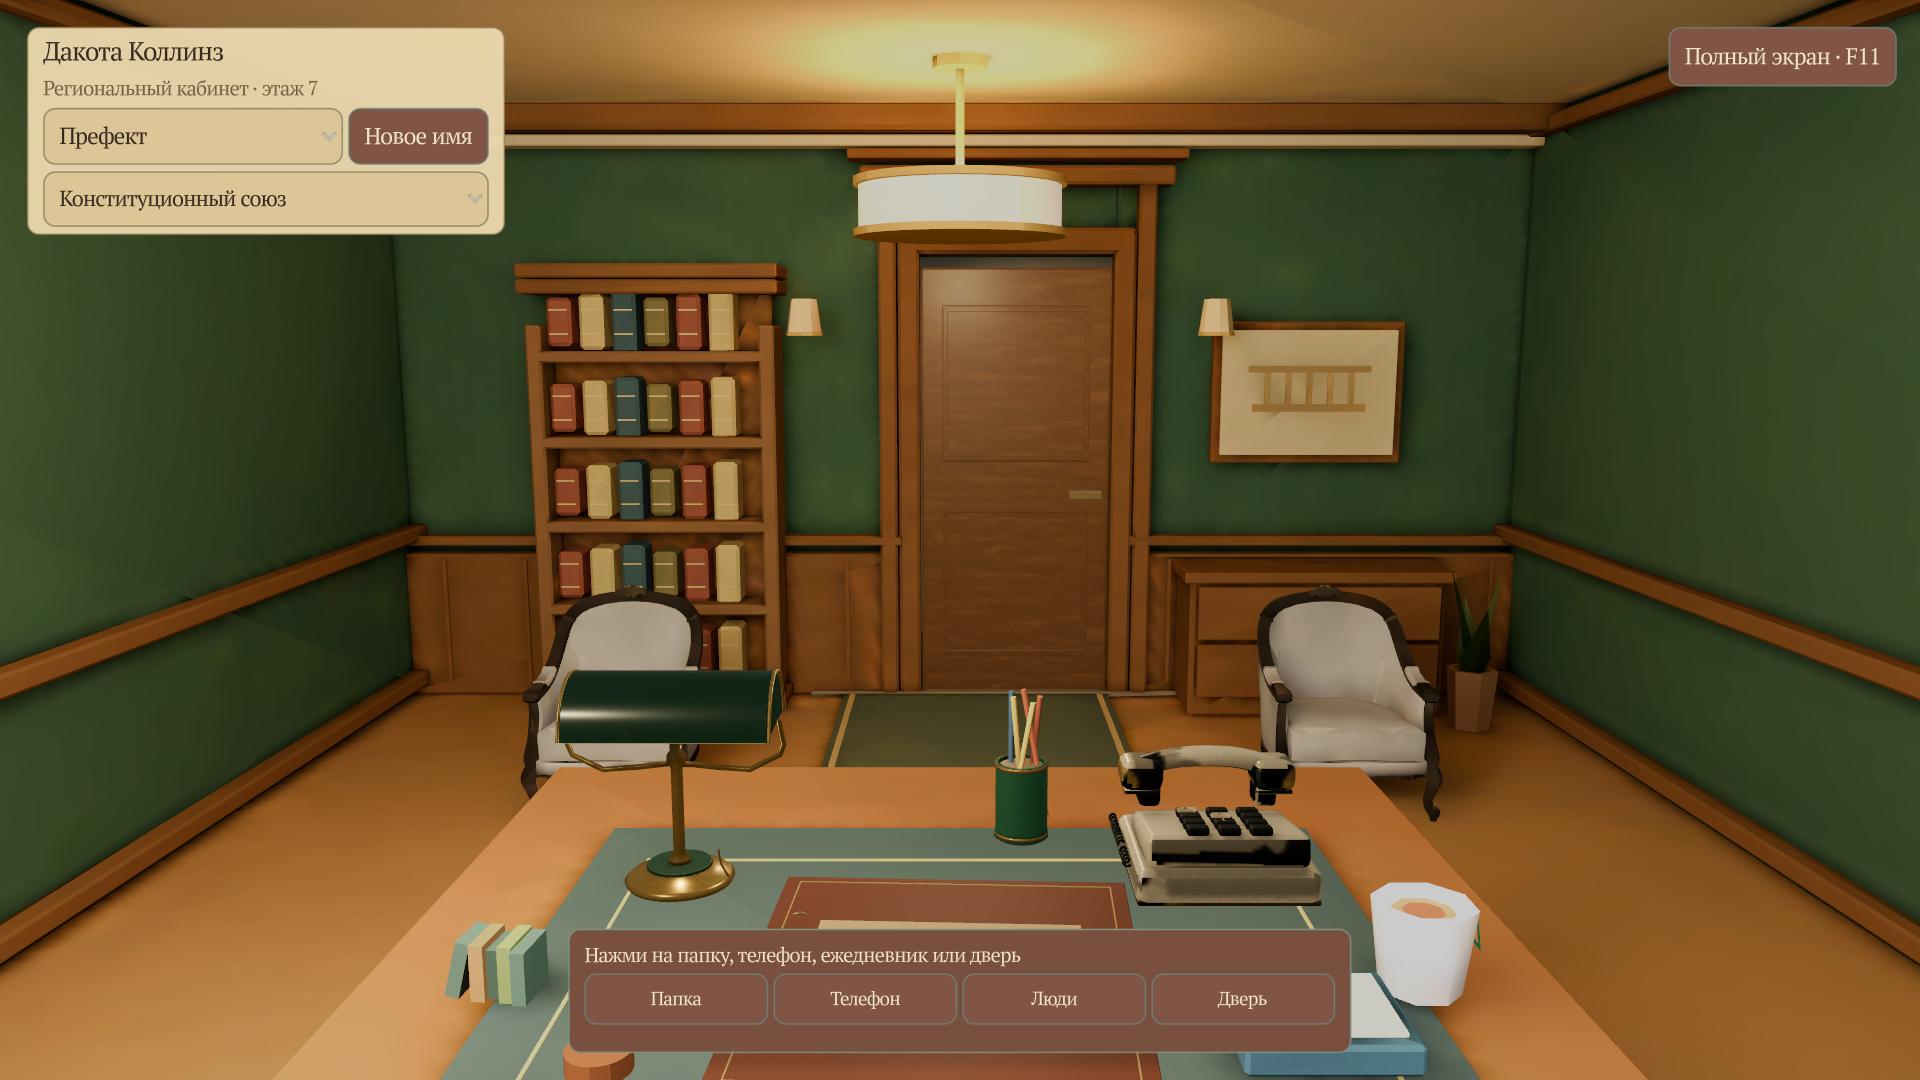 Дакота Коллинз
Региональный кабинет · этаж 7
Префект
Новое имя
Конституционный союз
Полный экран · F11
Нажми на папку, телефон, ежедневник или дверь
Папка
Телефон
Люди
Дверь